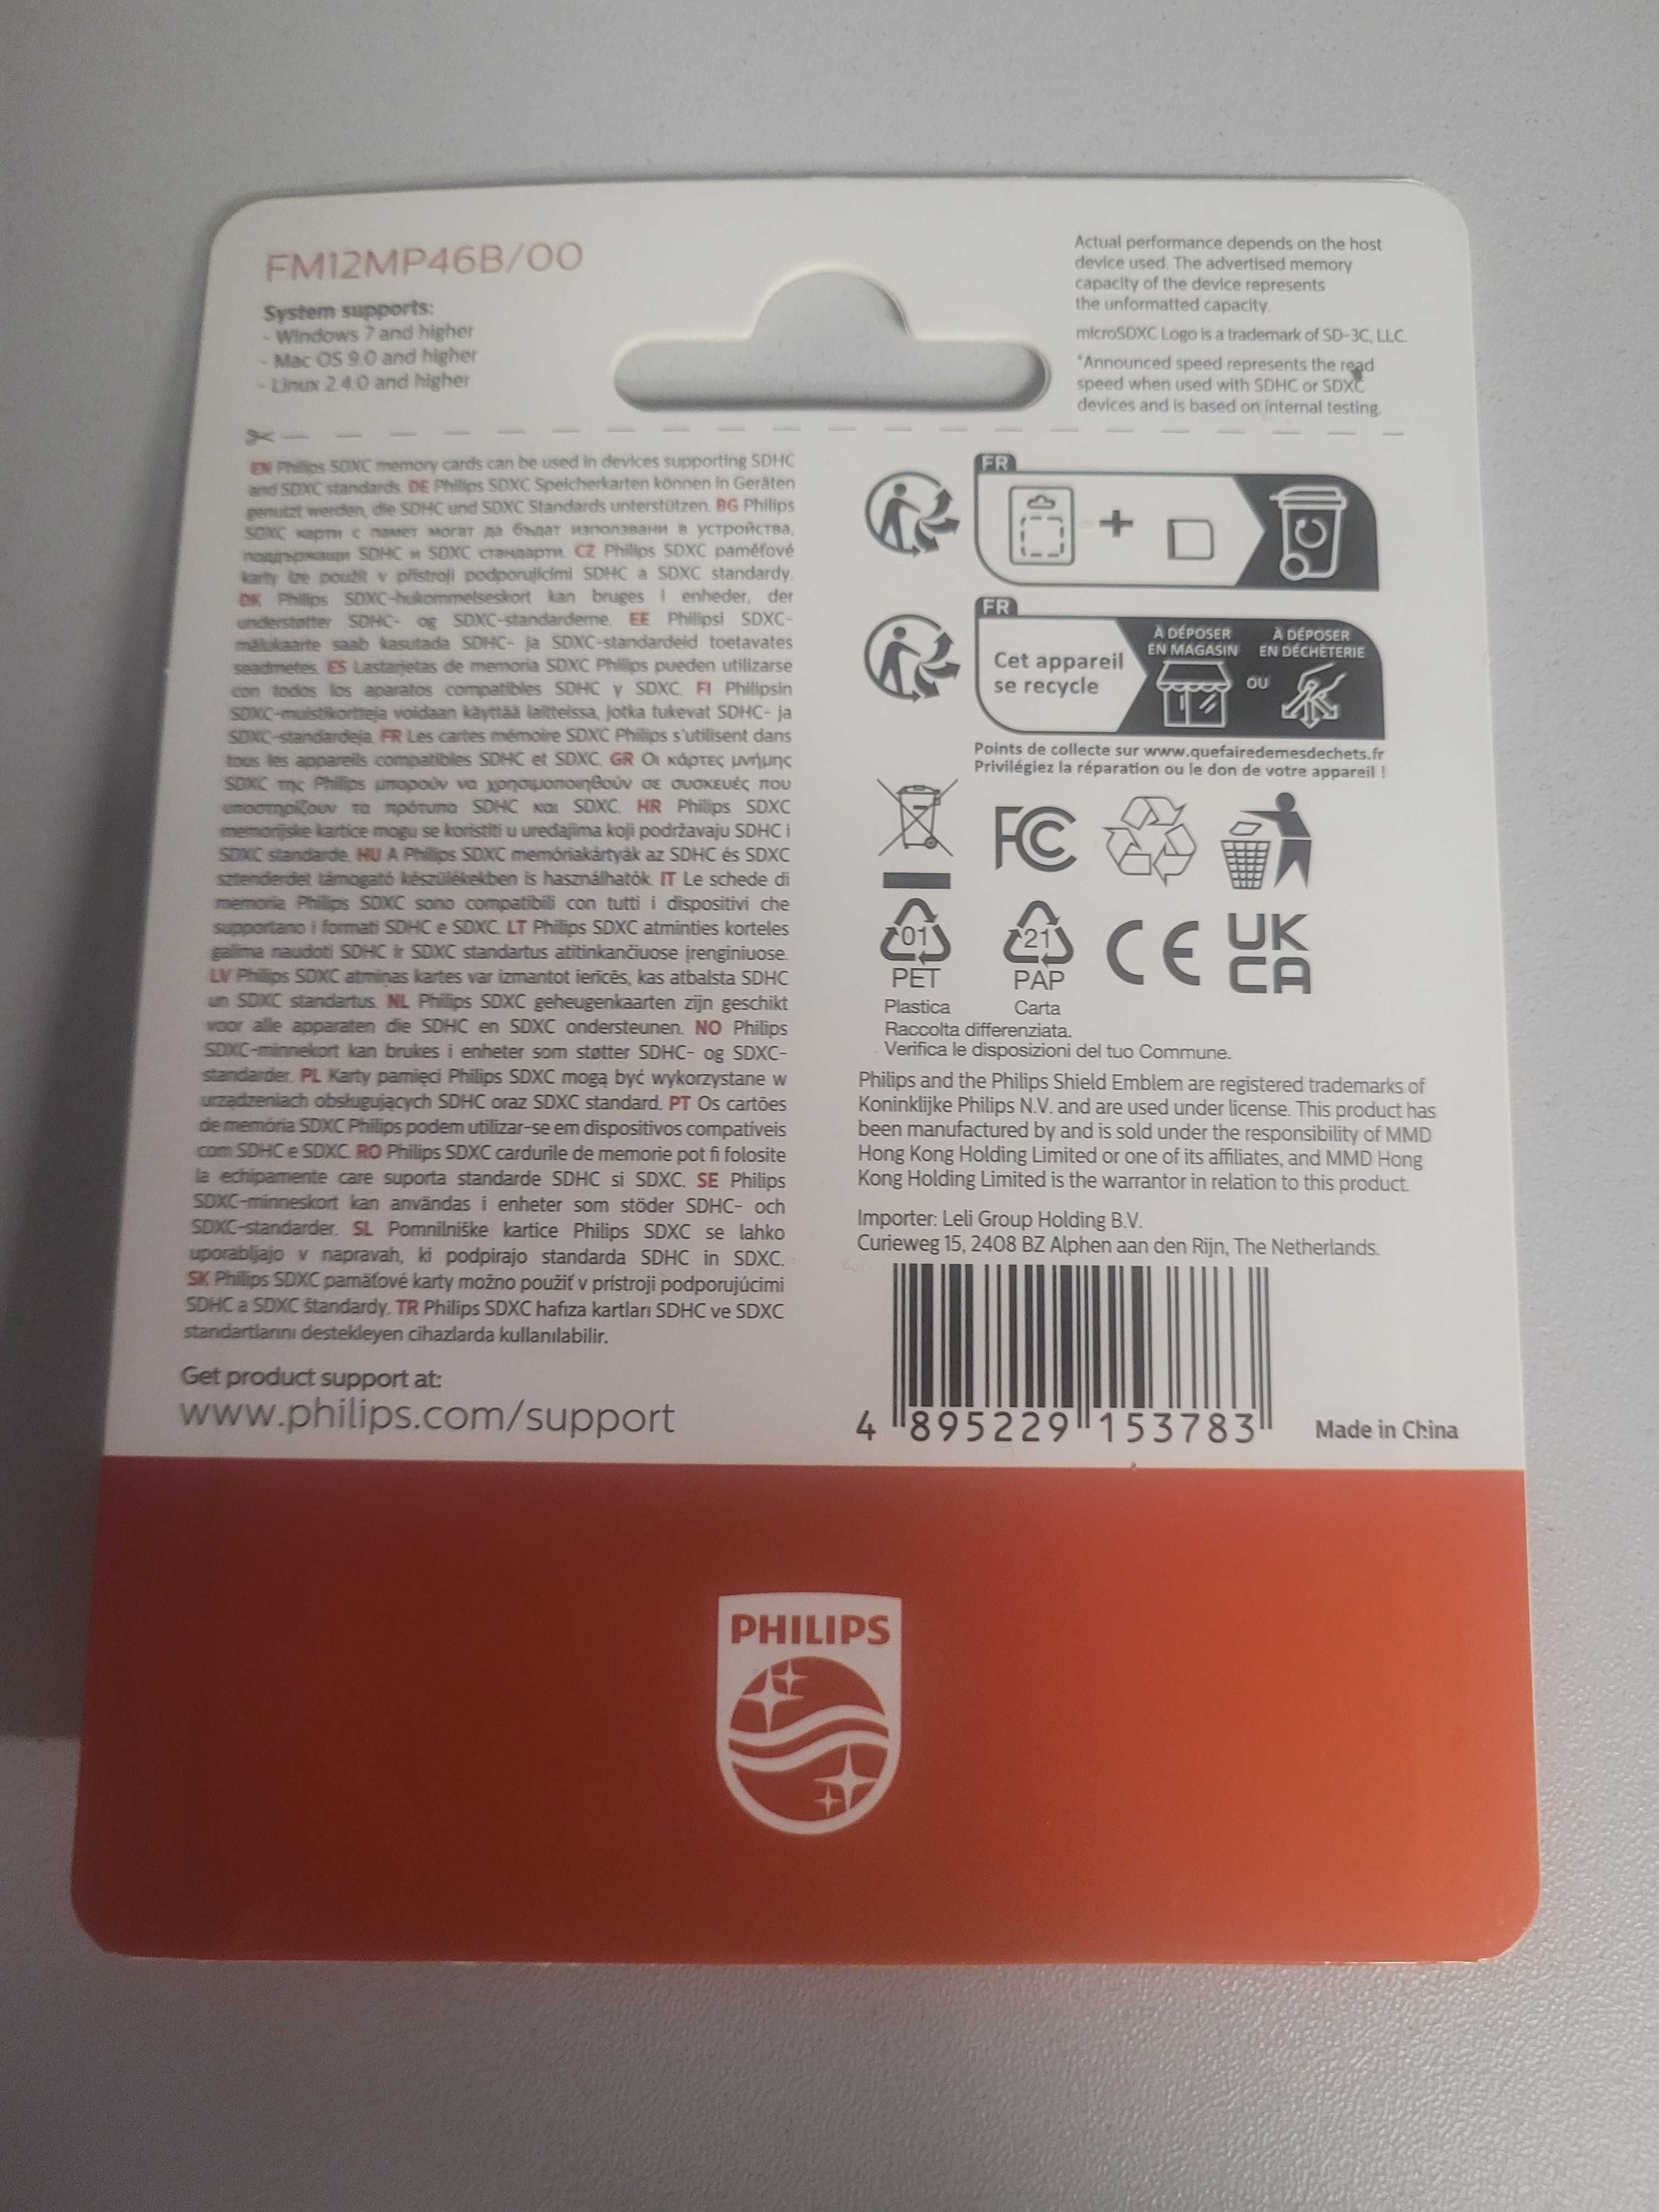 FM12MP46B/00
System supports:
- Windows 7 and higher
- Mac OS 9.0 and higher
- Linux 2.4.0 and higher
Actual performance depends on the host
device used. The advertised memory
capacity of the device represents
the unformatted capacity.
microSDXC Logo is a trademark of SD-3C, LLC.
*Announced speed represents the read
speed when used with SDHC or SDXC
devices and is based on internal testing.
EN Philips SDXC memory cards can be used in devices supporting SDHC
and SDXC standards. DE Philips SDXC Speicherkarten können in Geräten
genutzt werden, die SDHC und SDXC Standards unterstützen. BG Philips
SDXC карти с памет могат да бъдат използвани в устройства,
поддържащи SDHC и SDXC стандарти. CZ Philips SDXC paměťové
karty lze použít v přístroji podporujícími SDHC a SDXC standardy.
DK Philips SDXC-hukommelseskort kan bruges i enheder, der
understøtter SDHC- og SDXC-standarderne. EE Philipsi SDXC-
mälukaarte saab kasutada SDHC- ja SDXC-standardeid toetavates
seadmetes. ES Lastarjetas de memoria SDXC Philips pueden utilizarse
con todos los aparatos compatibles SDHC y SDXC. FI Philipsin
SDXC-muistikortteja voidaan käyttää laitteissa, jotka tukevat SDHC- ja
SDXC-standardeja. FR Les cartes mémoire SDXC Philips s'utilisent dans
tous les appareils compatibles SDHC et SDXC. GR Οι κάρτες μνήμης
SDXC της Philips μπορούν να χρησιμοποιηθούν σε συσκευές που
υποστηρίζουν τα πρότυπα SDHC και SDXC. HR Philips SDXC
memorijske kartice mogu se koristiti u uređajima koji podržavaju SDHC i
SDXC standarde. HU A Philips SDXC memóriakártyák az SDHC és SDXC
sztenderdet támogató készülékekben is használhatók. IT Le schede di
memoria Philips SDXC sono compatibili con tutti i dispositivi che
supportano i formati SDHC e SDXC. LT Philips SDXC atminties korteles
galima naudoti SDHC ir SDXC standartus atitinkančiuose įrenginiuose.
LV Philips SDXC atmiņas kartes var izmantot ierīcēs, kas atbalsta SDHC
un SDXC standartus. NL Philips SDXC geheugenkaarten zijn geschikt
voor alle apparaten die SDHC en SDXC ondersteunen. NO Philips
SDXC-minnekort kan brukes i enheter som støtter SDHC- og SDXC-
standarder. PL Karty pamięci Philips SDXC mogą być wykorzystane w
urządzeniach obsługujących SDHC oraz SDXC standard. PT Os cartões
de memória SDXC Philips podem utilizar-se em dispositivos compatíveis
com SDHC e SDXC. RO Philips SDXC cardurile de memorie pot fi folosite
la echipamente care suporta standarde SDHC si SDXC. SE Philips
SDXC-minneskort kan användas i enheter som stöder SDHC- och
SDXC-standarder. SL Pomnilniške kartice Philips SDXC se lahko
uporabljajo v napravah, ki podpirajo standarda SDHC in SDXC.
SK Philips SDXC pamäťové karty možno použiť v prístroji podporujúcimi
SDHC a SDXC štandardy. TR Philips SDXC hafıza kartları SDHC ve SDXC
standartlarını destekleyen cihazlarda kullanılabilir.
Get product support at:
www.philips.com/support
FR
FR
Cet appareil
se recycle
À DÉPOSER
EN MAGASIN
OU
À DÉPOSER
EN DÉCHÈTERIE
Points de collecte sur www.quefairedemesdechets.fr
Privilégiez la réparation ou le don de votre appareil !
FC
01
PET
Plastica
21
PAP
Carta
CE
UK
CA
Raccolta differenziata.
Verifica le disposizioni del tuo Commune.
Philips and the Philips Shield Emblem are registered trademarks of
Koninklijke Philips N.V. and are used under license. This product has
been manufactured by and is sold under the responsibility of MMD
Hong Kong Holding Limited or one of its affiliates, and MMD Hong
Kong Holding Limited is the warrantor in relation to this product.
Importer: Leli Group Holding B.V.
Curieweg 15, 2408 BZ Alphen aan den Rijn, The Netherlands.
4 895229 153783
Made in China
PHILIPS